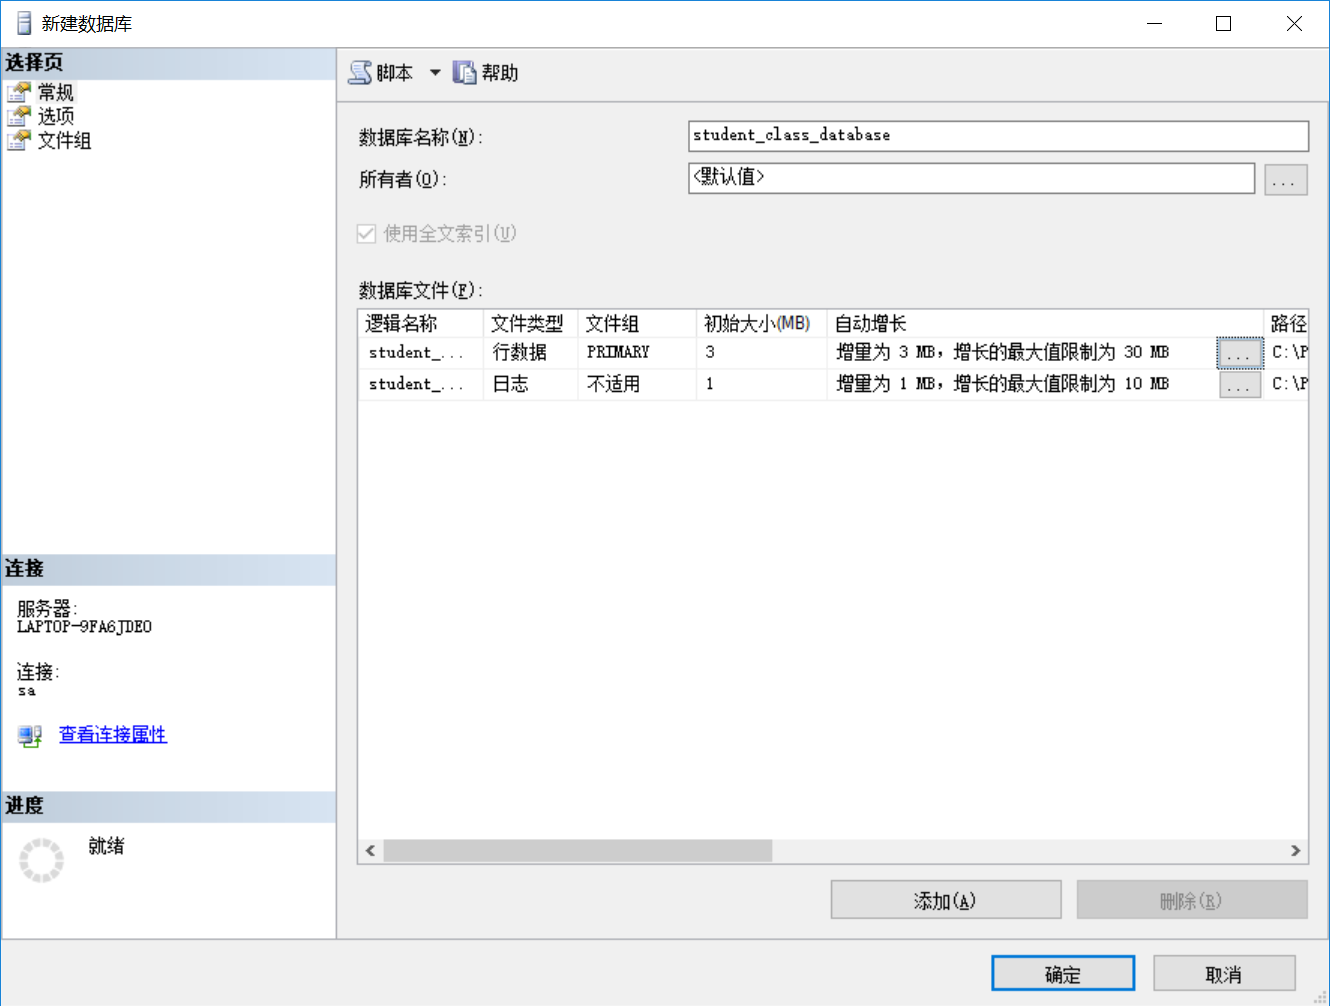 新建数据库
选择页
常规
选项
文件组
脚本 帮助
数据库名称(N):
student_class_database
所有者(O):
<默认值>
...
使用全文索引(U)
数据库文件(F):
逻辑名称 文件类型 文件组 初始大小(MB) 自动增长 路径
student_... 行数据 PRIMARY 3 增量为 3 MB，增长的最大值限制为 30 MB ... C:\P
student_... 日志 不适用 1 增量为 1 MB，增长的最大值限制为 10 MB ... C:\P
连接
服务器:
LAPTOP-9FA6JDEO
连接:
sa
查看连接属性
进度
就绪
添加(A) 删除(R)
确定 取消